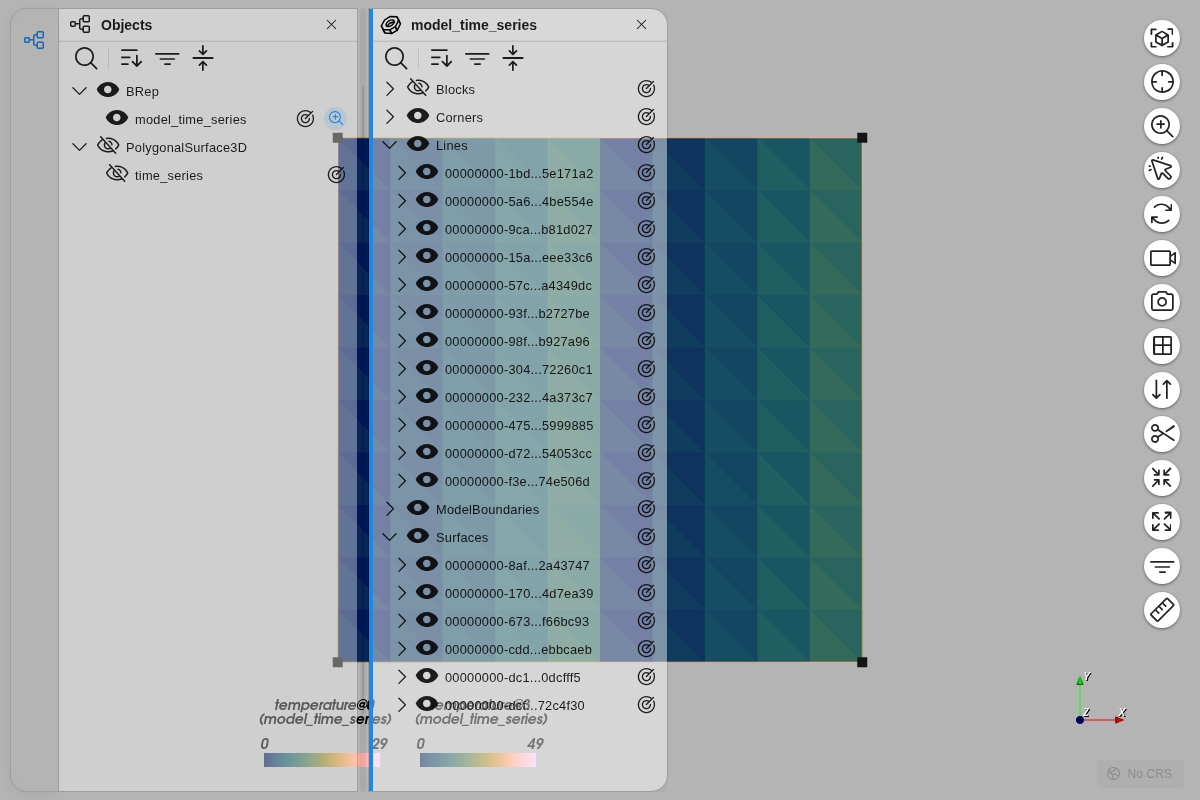 Objects
BRep
model_time_series
PolygonalSurface3D
time_series
model_time_series
Blocks
Corners
Lines
00000000-1bd...5e171a2
00000000-5a6...4be554e
00000000-9ca...b81d027
00000000-15a...eee33c6
00000000-57c...a4349dc
00000000-93f...b2727be
00000000-98f...b927a96
00000000-304...72260c1
00000000-232...4a373c7
00000000-475...5999885
00000000-d72...54053cc
00000000-f3e...74e506d
ModelBoundaries
Surfaces
00000000-8af...2a43747
00000000-170...4d7ea39
00000000-673...f66bc93
00000000-cdd...ebbcaeb
00000000-dc1...0dcfff5
72c4f30
temperature@0
(model_time_series)
0 29
(model_time_series)
0 49
Y
Z X
No CRS